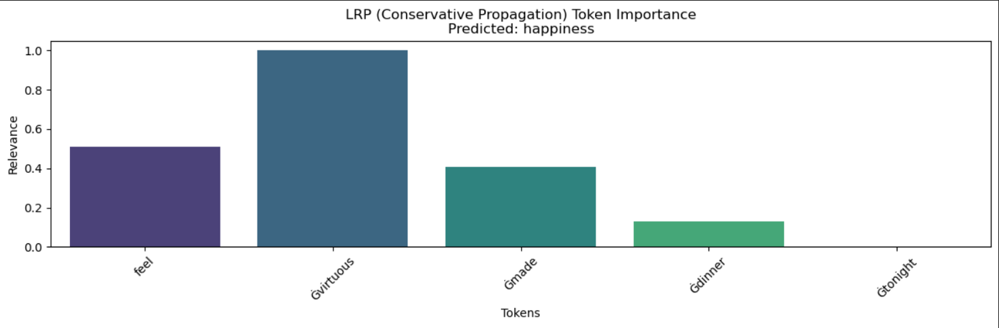 LRP (Conservative Propagation) Token Importance
Predicted: happiness
1.0
0.8
0.6
0.4
0.2
0.0
Relevance
feel
Ġvirtuous
Ġmade
Ġdinner
Ġtonight
Tokens